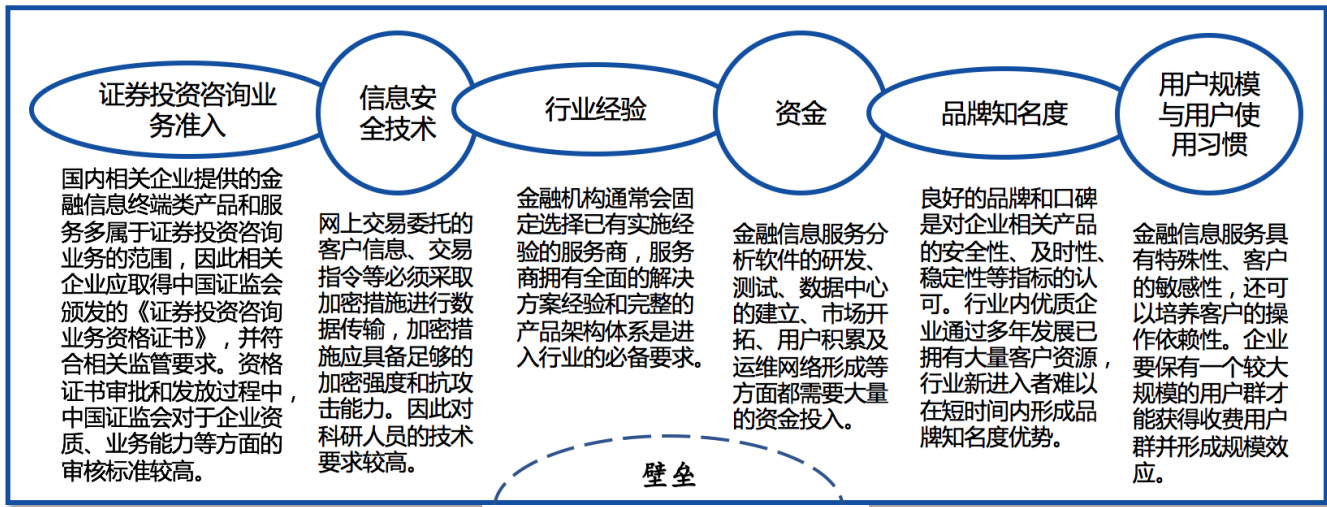 证券投资咨询业
务准入
国内相关企业提供的金
融信息终端类产品和服
务多属于证券投资咨询
业务的范围，因此相关
企业应取得中国证监会
颁发的《证券投资咨询
业务资格证书》，并符
合相关监管要求。资格
证书审批和发放过程中，
中国证监会对于企业资
质、业务能力等方面的
审核标准较高。
信息安
全技术
网上交易委托的
客户信息、交易
指令等必须采取
加密措施进行数
据传输，加密措
施应具备足够的
加密强度和抗攻
击能力。因此对
科研人员的技术
要求较高。
行业经验
金融机构通常会固
定选择已有实施经
验的服务商，服务
商拥有全面的解决
方案经验和完整的
产品架构体系是进
入行业的必备要求。
资金
金融信息服务分
析软件的研发、
测试、数据中心
的建立、市场开
拓、用户积累及
运维网络形成等
方面都需要大量
的资金投入。
品牌知名度
良好的品牌和口碑
是对企业相关产品
的安全性、及时性、
稳定性等指标的认
可。行业内优质企
业通过多年发展已
拥有大量客户资源，
行业新进入者难以
在短时间内形成品
牌知名度优势。
用户规模
与用户使
用习惯
金融信息服务具
有特殊性、客户
的敏感性，还可
以培养客户的操
作依赖性。企业
要保有一个较大
规模的用户群才
能获得收费用户
群并形成规模效
应。
壁垒